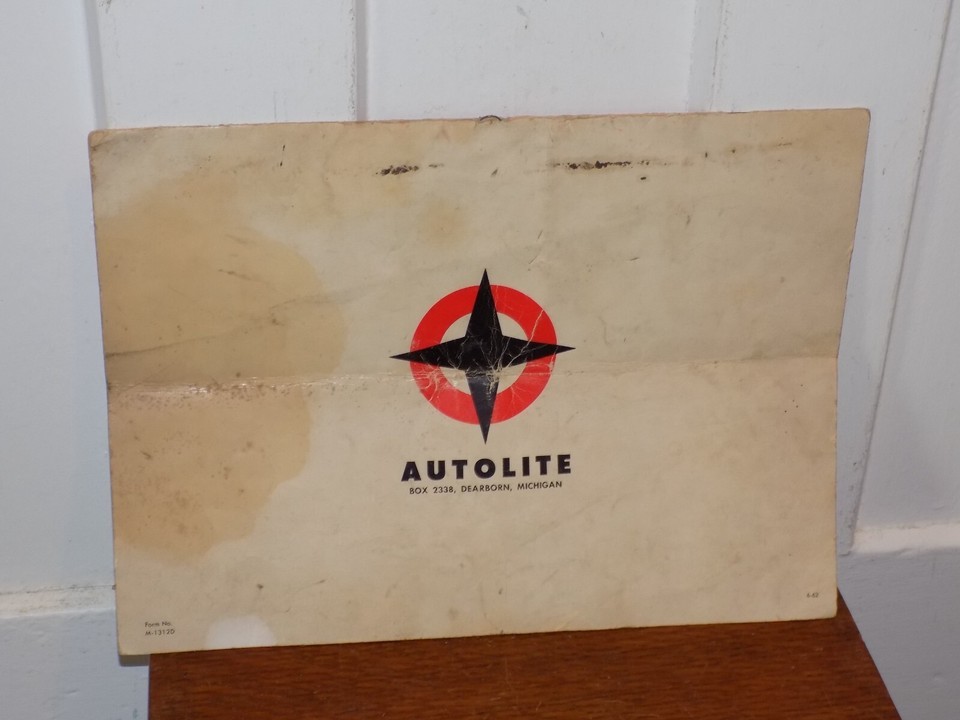 AUTOLITE
BOX 2338, DEARBORN, MICHIGAN
Form No.
M-1312D